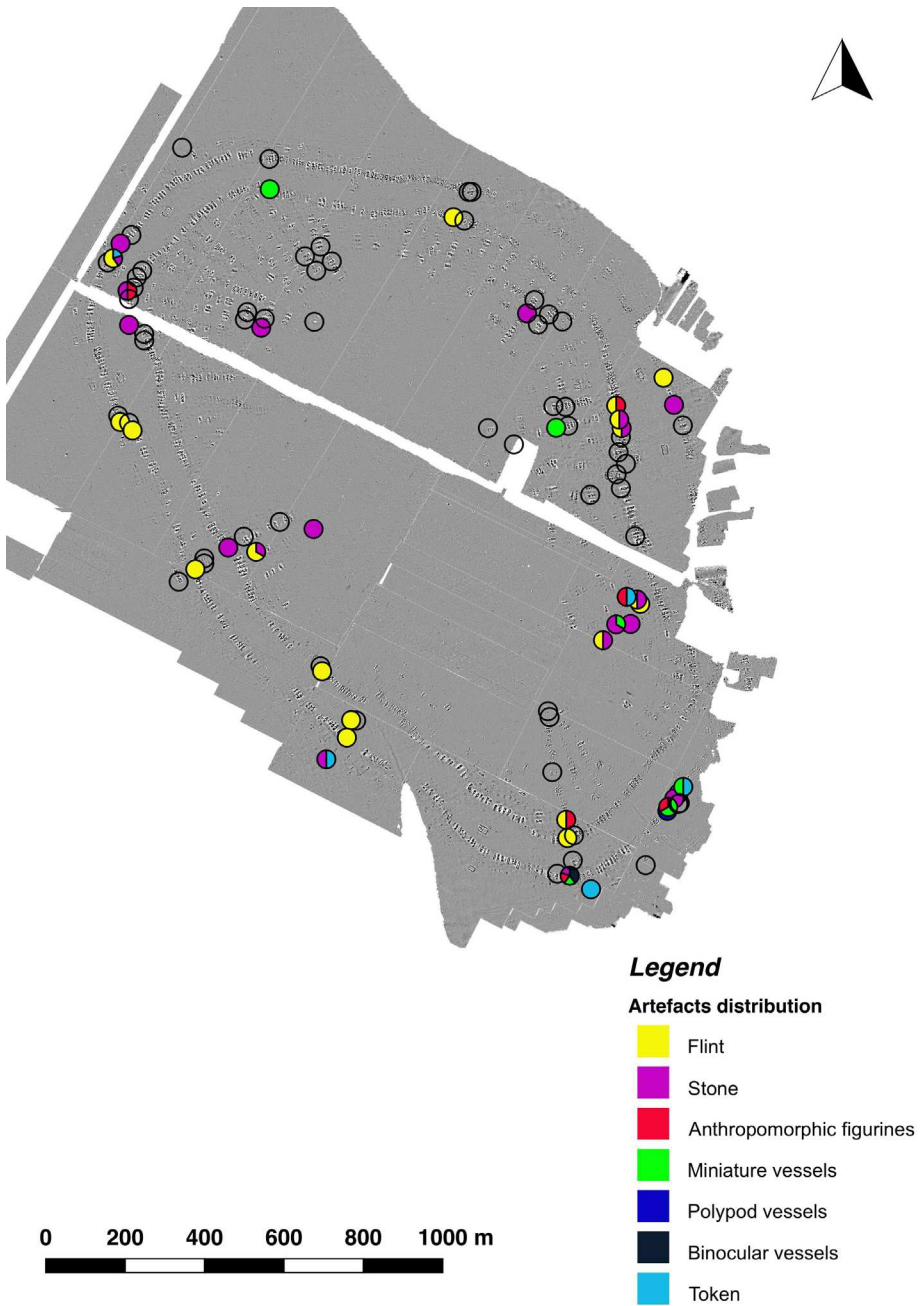 Legend
Artefacts distribution
Flint
Stone
Anthropomorphic figurines
Miniature vessels
Polypod vessels
Binocular vessels
Token
0 200 400 600 800 1000 m